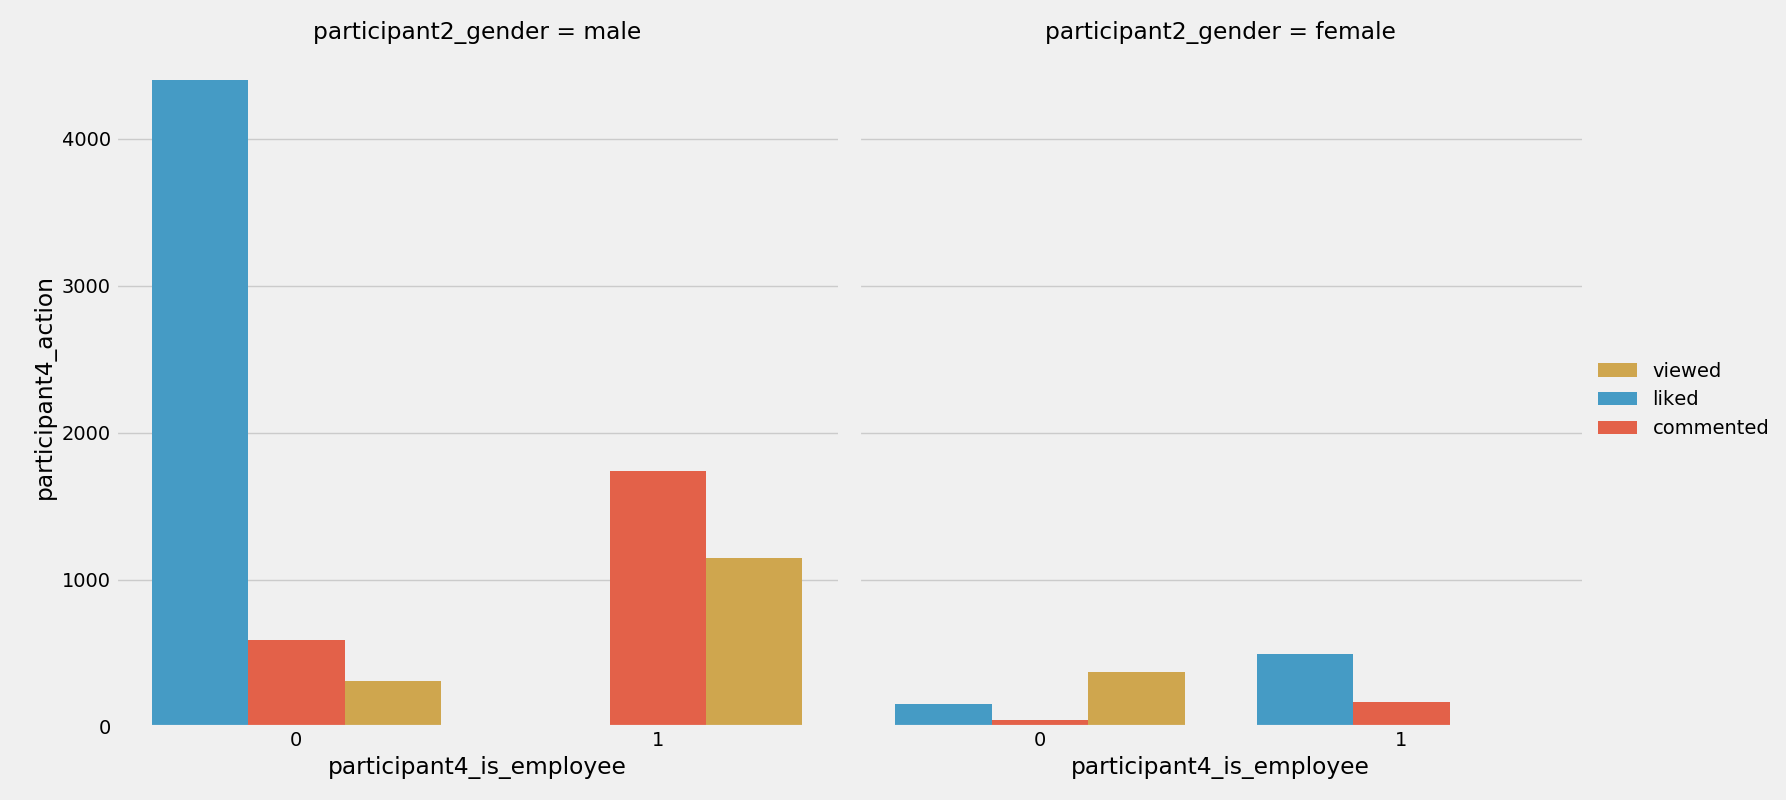 participant2_gender = male
participant2_gender = female
participant4_action
4000
3000
2000
1000
0
0
1
0
1
participant4_is_employee
participant4_is_employee
viewed
liked
commented